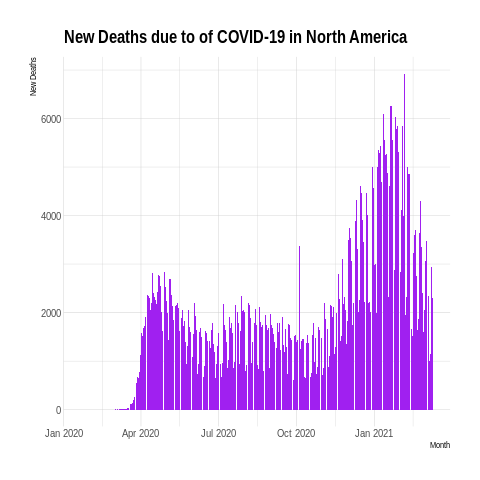 New Deaths due to of COVID-19 in North America
New Deaths
6000
4000
2000
0
Jan 2020 Apr 2020 Jul 2020 Oct 2020 Jan 2021
Month